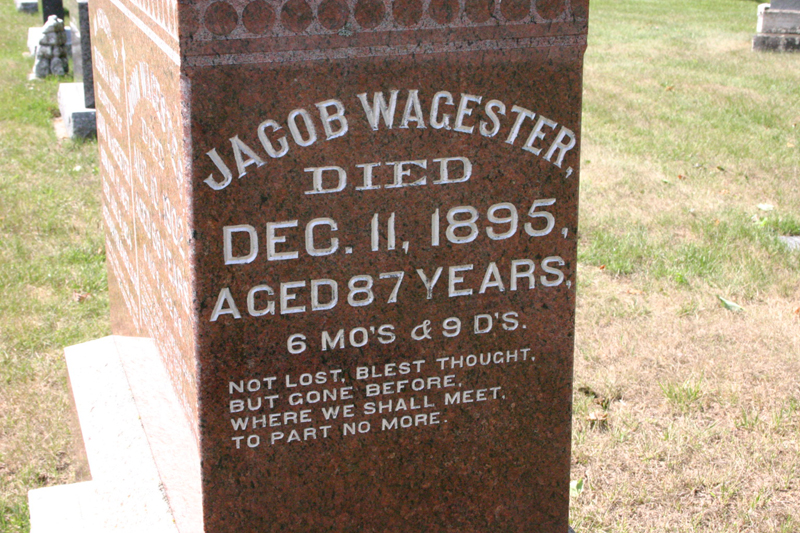 JACOB WAGESTER,
DIED
DEC. 11, 1895,
AGED 87 YEARS,
6 MO'S & 9 D'S.
NOT LOST, BLEST THOUGHT,
BUT GONE BEFORE,
WHERE WE SHALL MEET,
TO PART NO MORE.